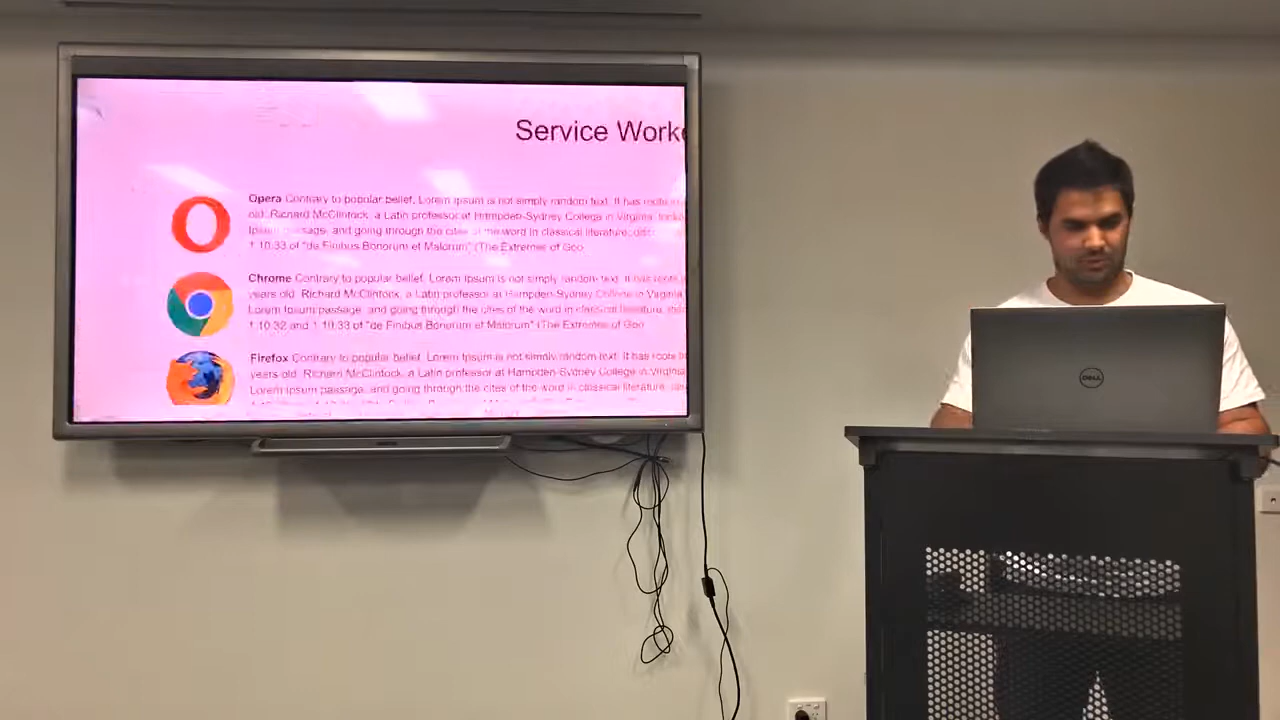 Service Worke
Opera Contrary to popular belief, Lorem Ipsum is not simply random text. It has roots in
old. Richard McClintock, a Latin professor at Hampden-Sydney College in Virginia, looke
Ipsum passage, and going through the cites of the word in classical literature, disc
1.10.33 of "de Finibus Bonorum et Malorum" (The Extremes of Goo
Chrome Contrary to popular belief, Lorem Ipsum is not simply random text. It has roots
years old. Richard McClintock, a Latin professor at Hampden-Sydney College in Virginia
Lorem Ipsum passage, and going through the cites of the word in classical literature,
1.10.32 and 1.10.33 of "de Finibus Bonorum et Malorum" (The Extremes of Goo
Firefox Contrary to popular belief, Lorem Ipsum is not simply random text. It has roots
years old. Richard McClintock, a Latin professor at Hampden-Sydney College in Virginia
Lorem Ipsum passage, and going through the cites of the word in classical literature,
DELL